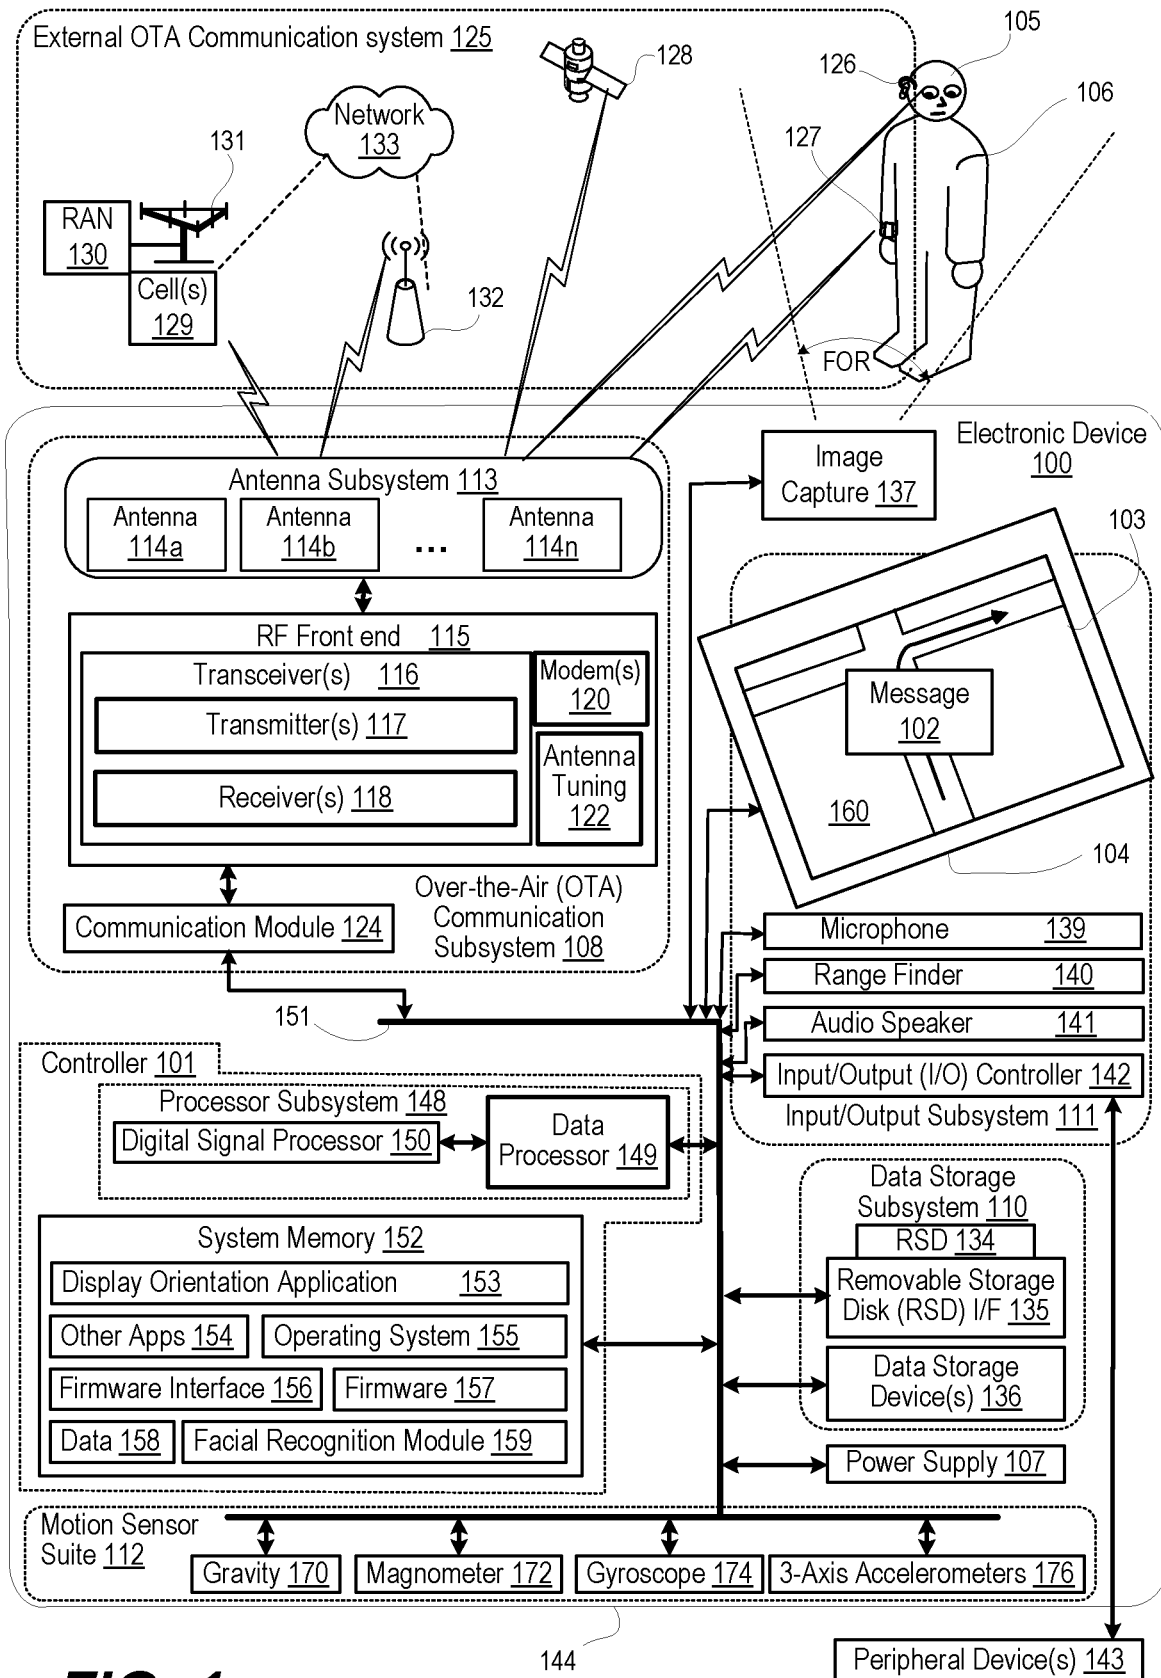 External OTA Communication system 125
128
105
126
106
Network
133
131
127
RAN
130
Cell(s)
129
132
FOR
Electronic Device
100
Image
Capture 137
Antenna Subsystem 113
Antenna
114a
Antenna
114b
...
Antenna
114n
103
RF Front end 115
Transceiver(s) 116
Modem(s)
120
Transmitter(s) 117
Antenna
Tuning
122
Receiver(s) 118
Message
102
160
104
Over-the-Air (OTA)
Communication
Subsystem 108
Communication Module 124
Microphone 139
Range Finder 140
Audio Speaker 141
Input/Output (I/O) Controller 142
Input/Output Subsystem 111
151
Controller 101
Processor Subsystem 148
Digital Signal Processor 150
Data
Processor 149
Data Storage
Subsystem 110
RSD 134
Removable Storage
Disk (RSD) I/F 135
Data Storage
Device(s) 136
Power Supply 107
System Memory 152
Display Orientation Application 153
Other Apps 154
Operating System 155
Firmware Interface 156
Firmware 157
Data 158
Facial Recognition Module 159
Motion Sensor
Suite 112
Gravity 170
Magnometer 172
Gyroscope 174
3-Axis Accelerometers 176
144
Peripheral Device(s) 143
FIG. 1